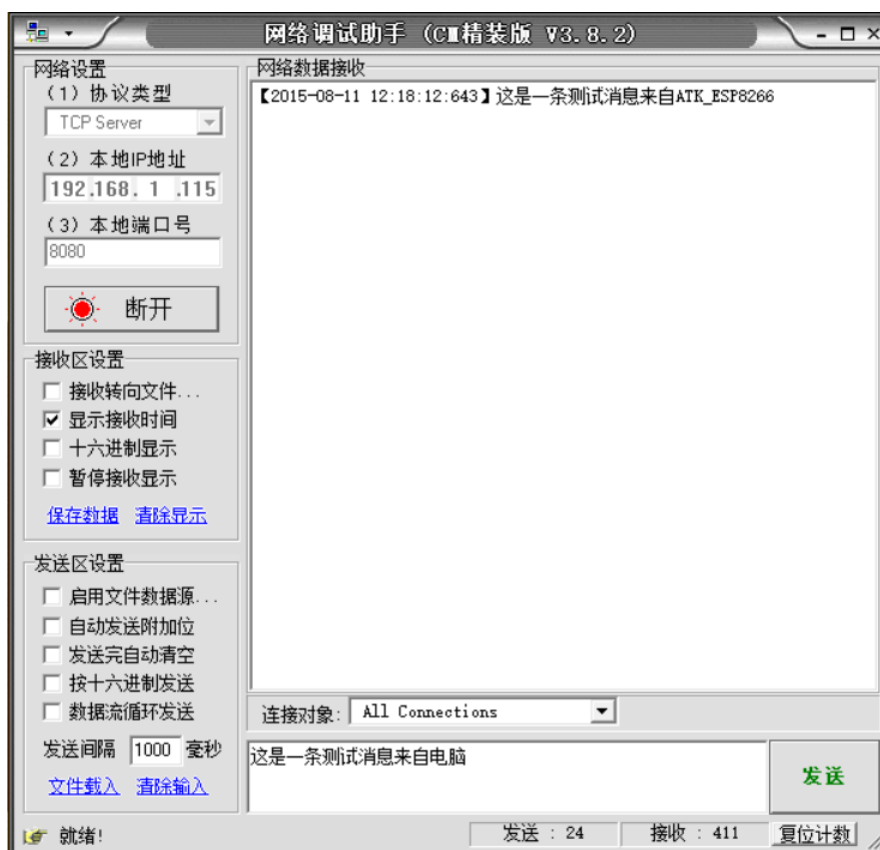 网络调试助手 (CⅢ精装版 V3.8.2)
网络设置
(1) 协议类型
TCP Server
(2) 本地IP地址
192.168. 1 .115
(3) 本地端口号
8080
断开
接收区设置
接收转向文件...
显示接收时间
十六进制显示
暂停接收显示
保存数据 清除显示
发送区设置
启用文件数据源...
自动发送附加位
发送完自动清空
按十六进制发送
数据流循环发送
发送间隔 1000 毫秒
文件载入 清除输入
网络数据接收
【2015-08-11 12:18:12:643】这是一条测试消息来自ATK_ESP8266
连接对象: All Connections
这是一条测试消息来自电脑
发送
就绪!
发送 : 24
接收 : 411
复位计数